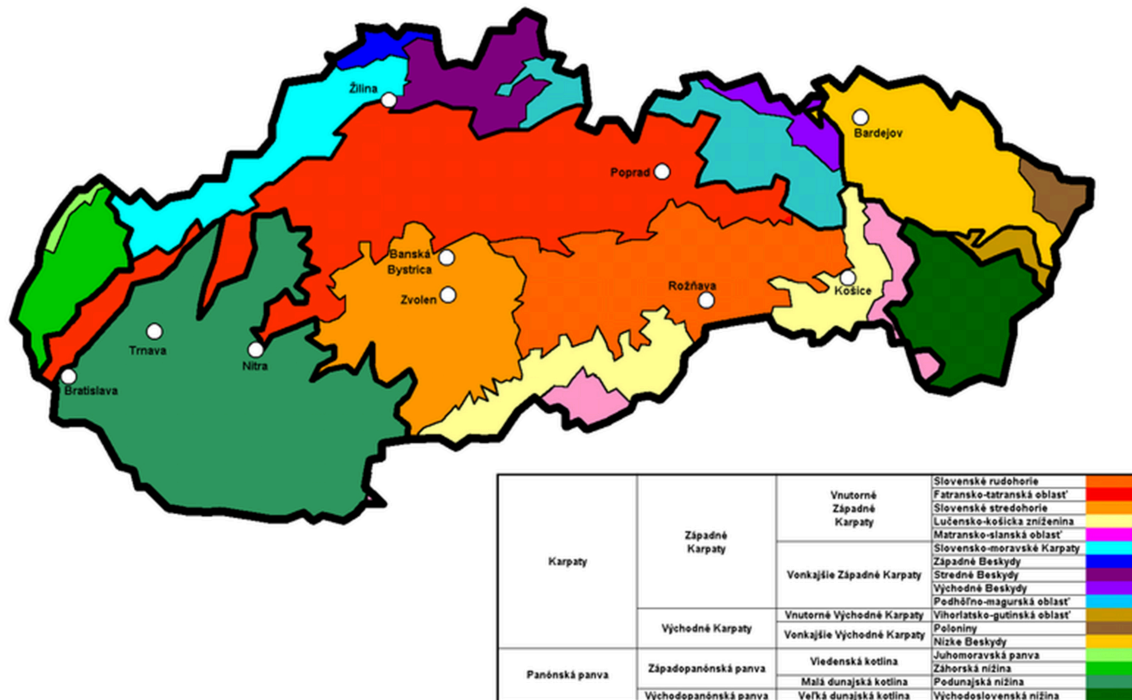 Žilina
Bardejov
Poprad
Banská
Bystrica
Zvolen
Rožňava
Košice
Trnava
Nitra
Bratislava
Karpaty
Západné
Karpaty
Vnutorné
Západné
Karpaty
Slovenské rudohorie
Fatransko-tatranská oblasť
Slovenské stredohorie
Lučensko-košická zníženina
Matransko-slanská oblasť
Vonkajšie Západné Karpaty
Slovensko-moravské Karpaty
Západné Beskydy
Stredné Beskydy
Východné Beskydy
Podhôľno-magurská oblasť
Východné Karpaty
Vnutorné Východné Karpaty
Vihorlatsko-gutinská oblasť
Vonkajšie Východné Karpaty
Poloniny
Nízke Beskydy
Panónská panva
Západopanónská panva
Viedenská kotlina
Juhomoravská panva
Záhorská nížina
Malá dunajská kotlina
Podunajská nížina
Východopanónská panva
Veľká dunajská kotlina
Východoslovenská nížina